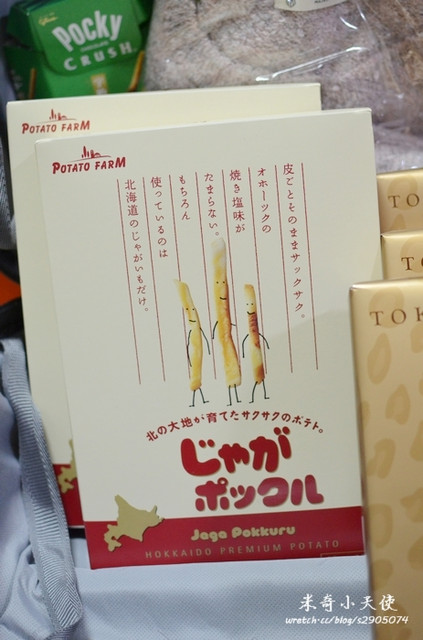 Glico
Pocky
CHOCOLATE
CRUSH
POTATO FARM
POTATO FARM
皮ごとそのままサックサク。
オホーツクの
焼き塩味が
たまらない。
もちろん
使っているのは
北海道のじゃがいもだけ。
北の大地が育てたサクサクのポテト。
じゃが
ポックル
Jaga Pokkuru
HOKKAIDO PREMIUM POTATO
TOK
TOK
米奇小天使
wretch.cc/blog/s2905074